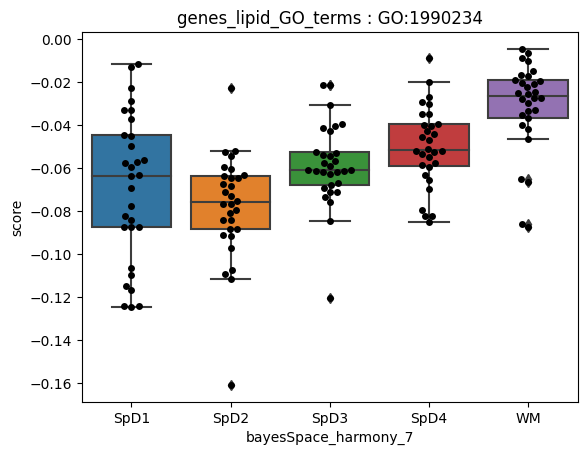 genes_lipid_GO_terms : GO:1990234
0.00
−0.02
−0.04
−0.06
−0.08
−0.10
−0.12
−0.14
−0.16
score
SpD1 SpD2 SpD3 SpD4 WM
bayesSpace_harmony_7